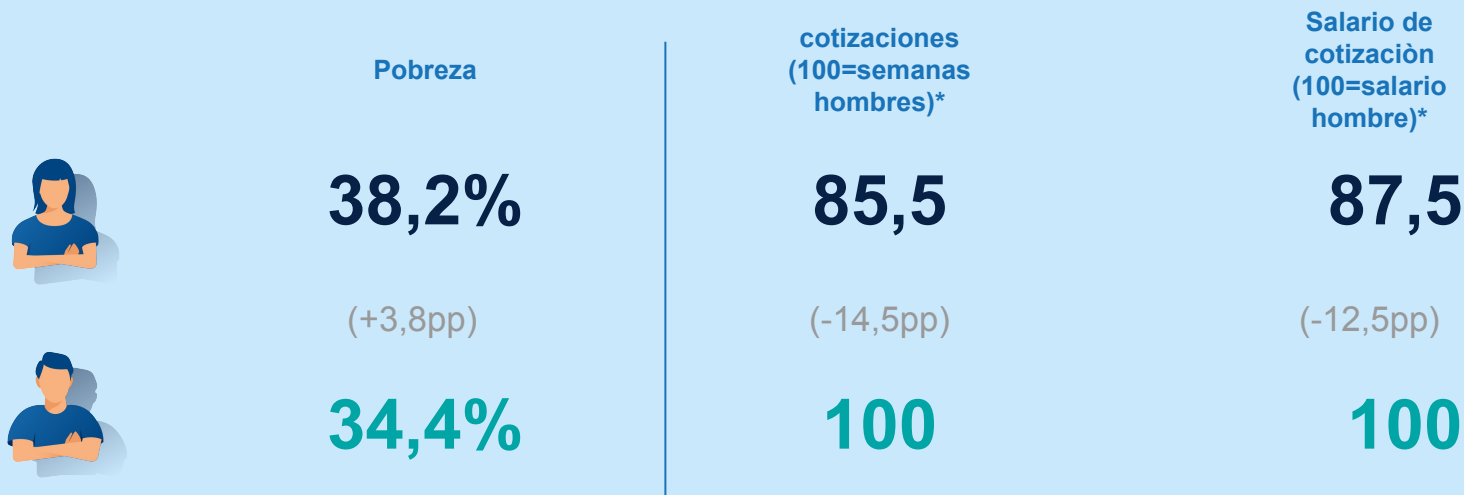 Pobreza
cotizaciones
(100=semanas
hombres)*
Salario de
cotizaciòn
(100=salario
hombre)*
38,2%
85,5
87,5
(+3,8pp)
(-14,5pp)
(-12,5pp)
34,4%
100
100